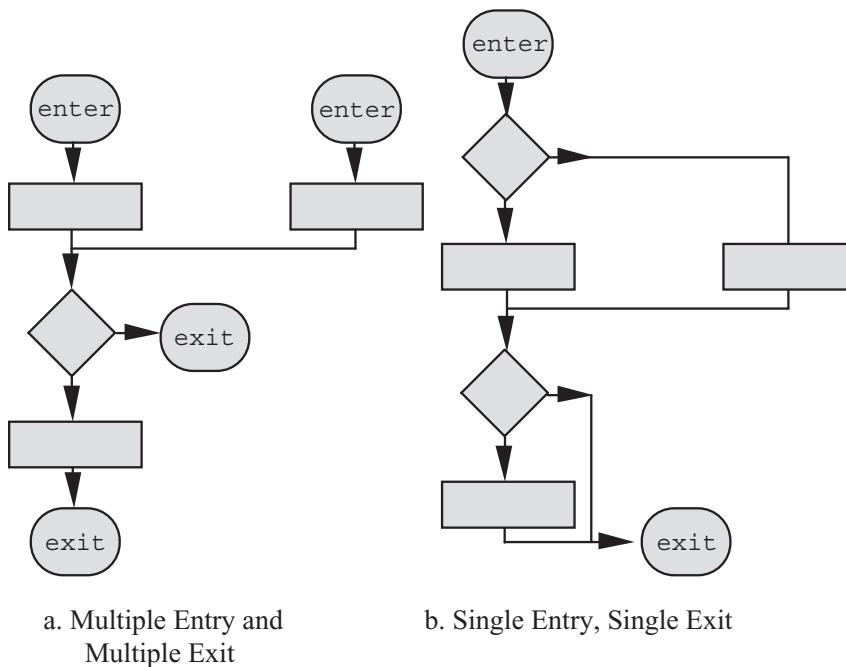 enter
enter
exit
exit
a. Multiple Entry and
Multiple Exit
enter
exit
b. Single Entry, Single Exit